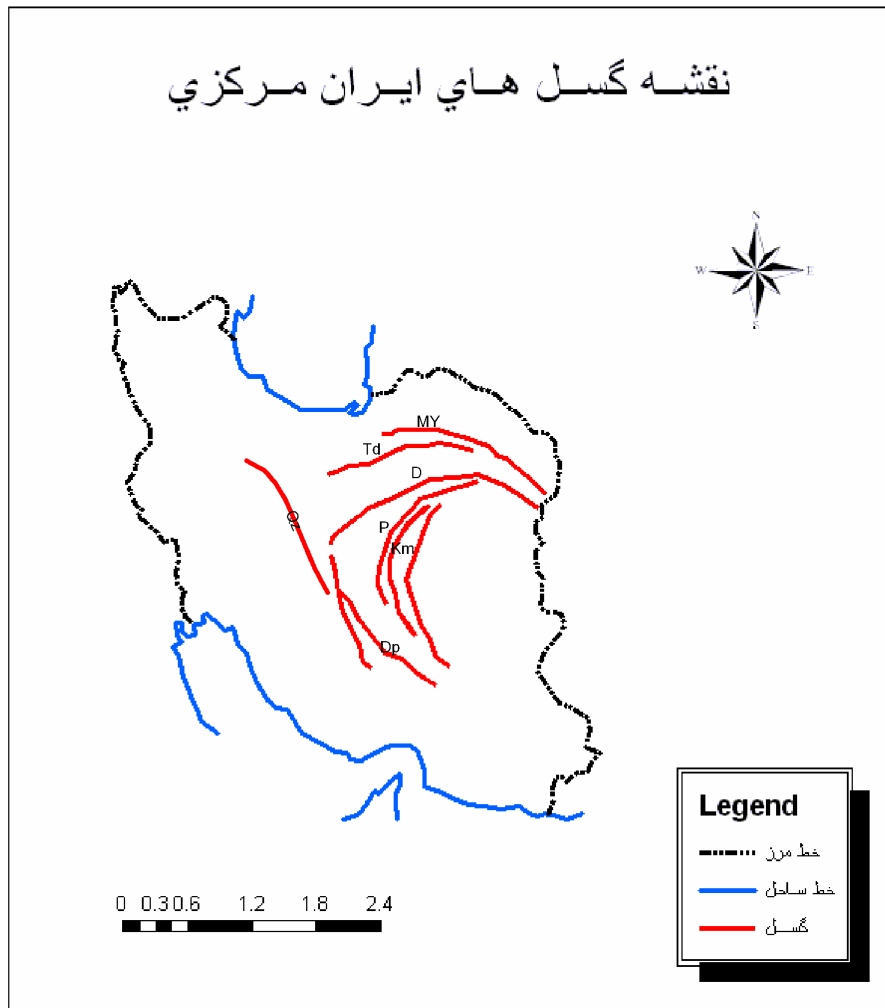 نقشه گسل هاي ايران مركزي
N
W
E
S
MY
Td
D
QZ
P
Km
Dp
Legend
خط مرز
خط ساحل
گسل
0 0.3 0.6 1.2 1.8 2.4